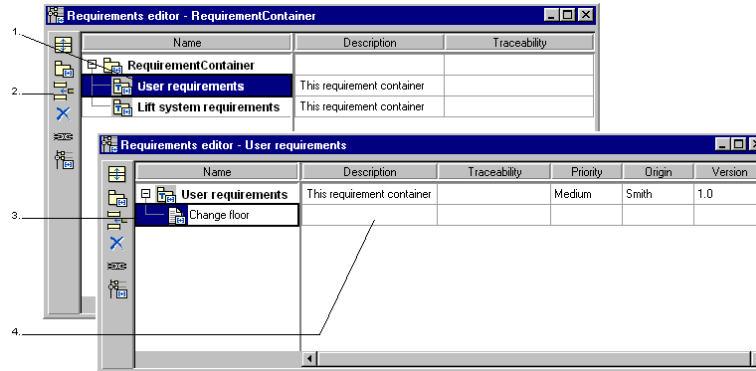 Requirements editor - RequirementContainer
1.
Name Description Traceability
RequirementContainer
User requirements This requirement container
2.
Lift system requirements This requirement container
Requirements editor - User requirements
Name Description Traceability Priority Origin Version
User requirements This requirement container Medium Smith 1.0
3.
Change floor
4.